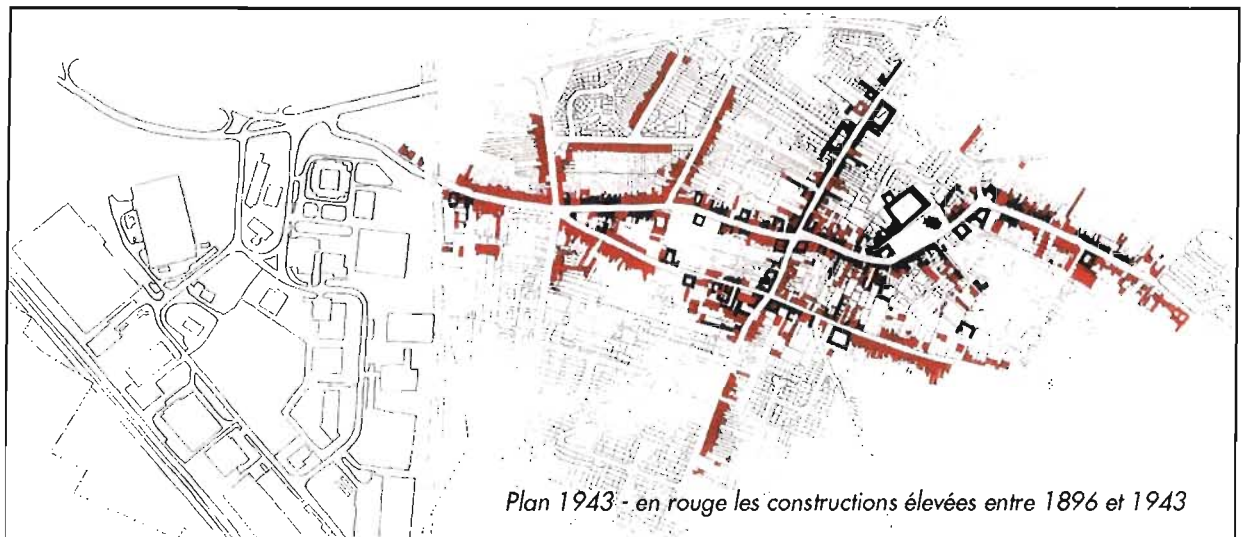 Plan 1943 - en rouge les constructions élevées entre 1896 et 1943